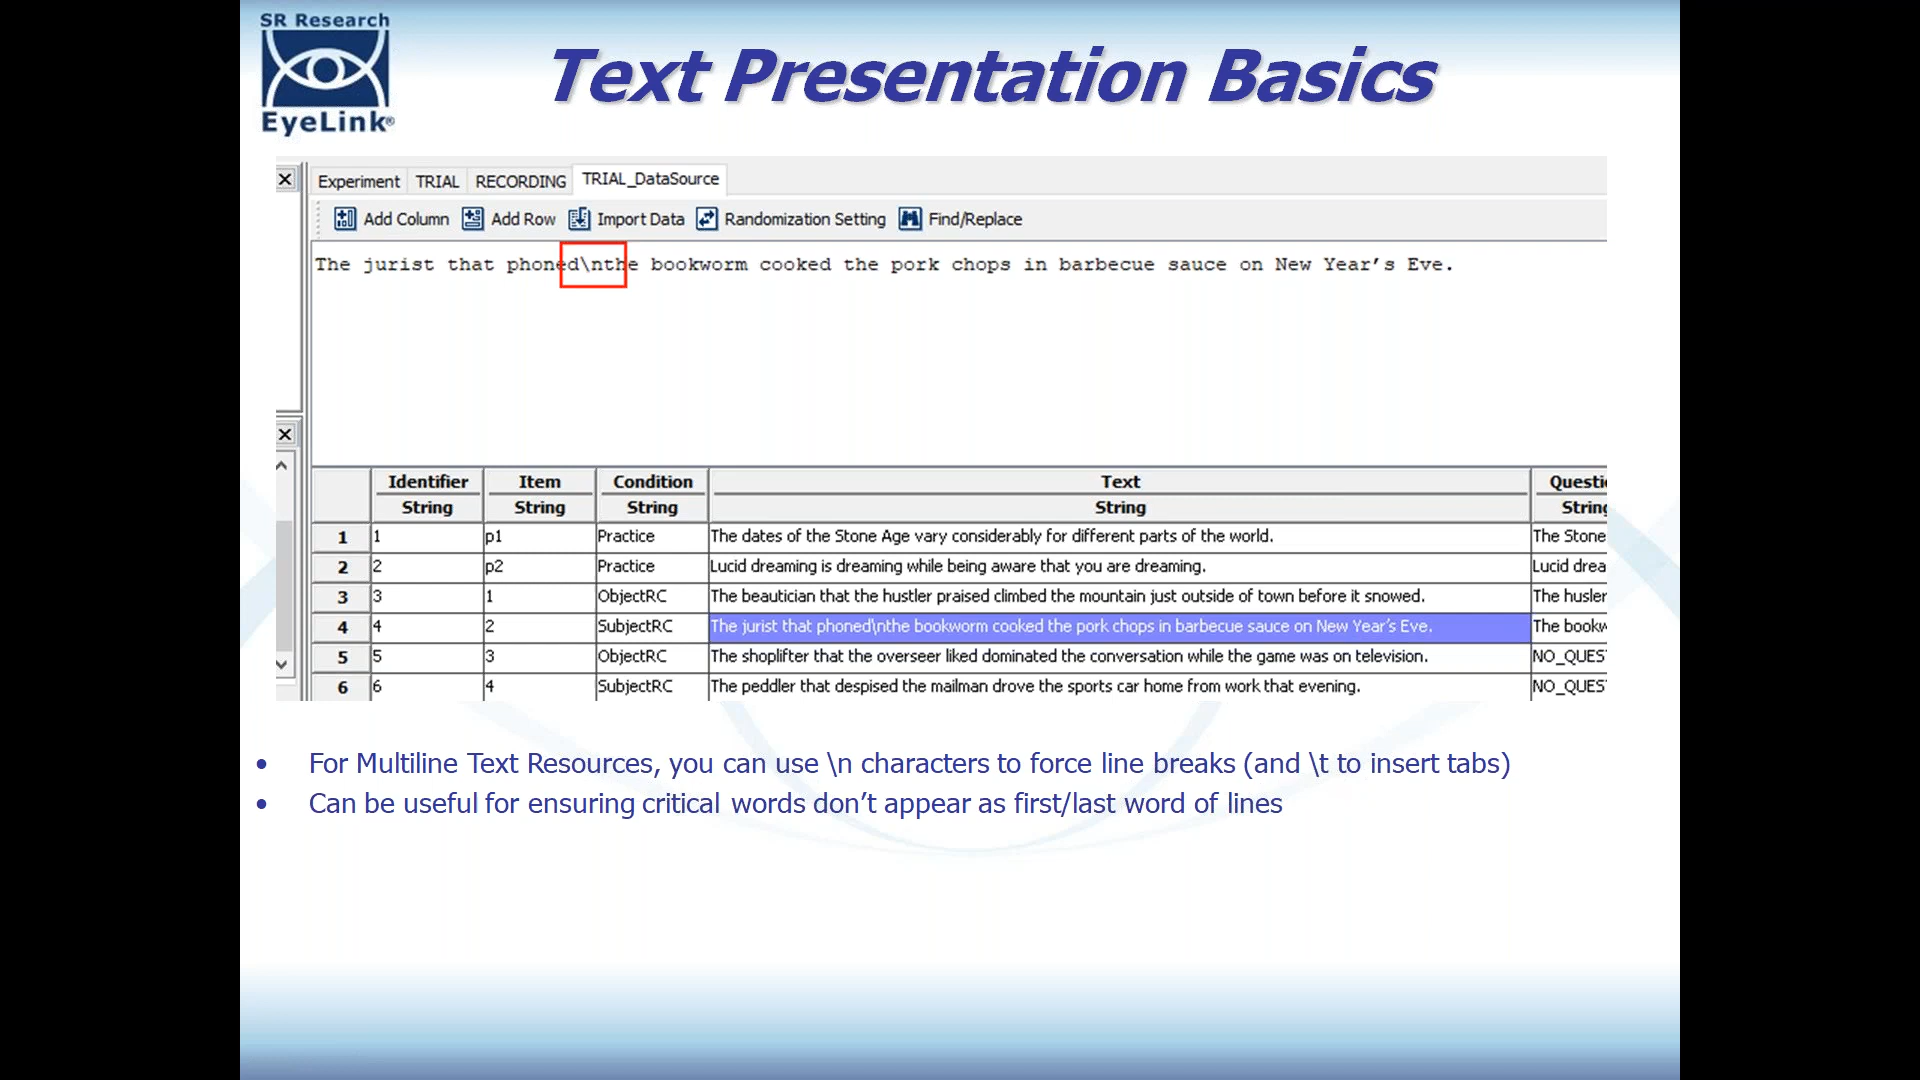 SR Research
EyeLink®
Text Presentation Basics
Experiment TRIAL RECORDING TRIAL_DataSource
Add Column Add Row Import Data Randomization Setting Find/Replace
The jurist that phoned\nthe bookworm cooked the pork chops in barbecue sauce on New Year’s Eve.
Identifier Item Condition Text Questi
String String String String String
1 1 p1 Practice The dates of the Stone Age vary considerably for different parts of the world. The Stone
2 2 p2 Practice Lucid dreaming is dreaming while being aware that you are dreaming. Lucid drea
3 3 1 ObjectRC The beautician that the hustler praised climbed the mountain just outside of town before it snowed. The husler
4 4 2 SubjectRC The jurist that phoned\nthe bookworm cooked the pork chops in barbecue sauce on New Year’s Eve. The bookw
5 5 3 ObjectRC The shoplifter that the overseer liked dominated the conversation while the game was on television. NO_QUEST
6 6 4 SubjectRC The peddler that despised the mailman drove the sports car home from work that evening. NO_QUEST
• For Multiline Text Resources, you can use \n characters to force line breaks (and \t to insert tabs)
• Can be useful for ensuring critical words don’t appear as first/last word of lines